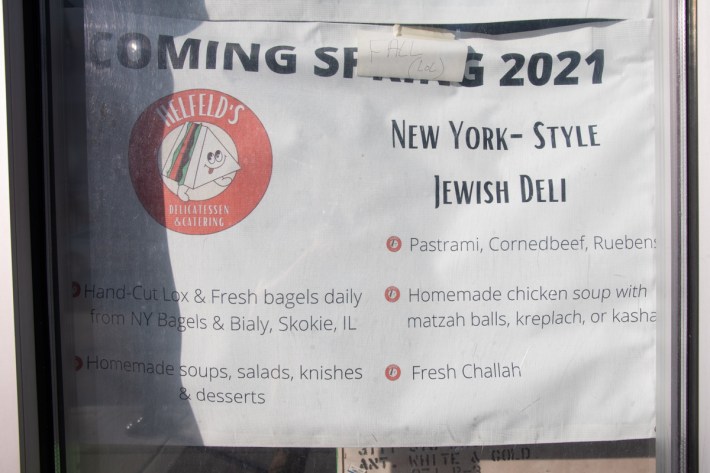 COMING SPRING 2021
FALL
(LOL)
HELFELD'S
DELICATESSEN
& CATERING
NEW YORK- STYLE
JEWISH DELI
Pastrami, Cornedbeef, Ruebens
Hand-Cut Lox & Fresh bagels daily
from NY Bagels & Bialy, Skokie, IL
Homemade chicken soup with
matzah balls, kreplach, or kasha
Homemade soups, salads, knishes
& desserts
Fresh Challah
ANT. WHITE & GOLD